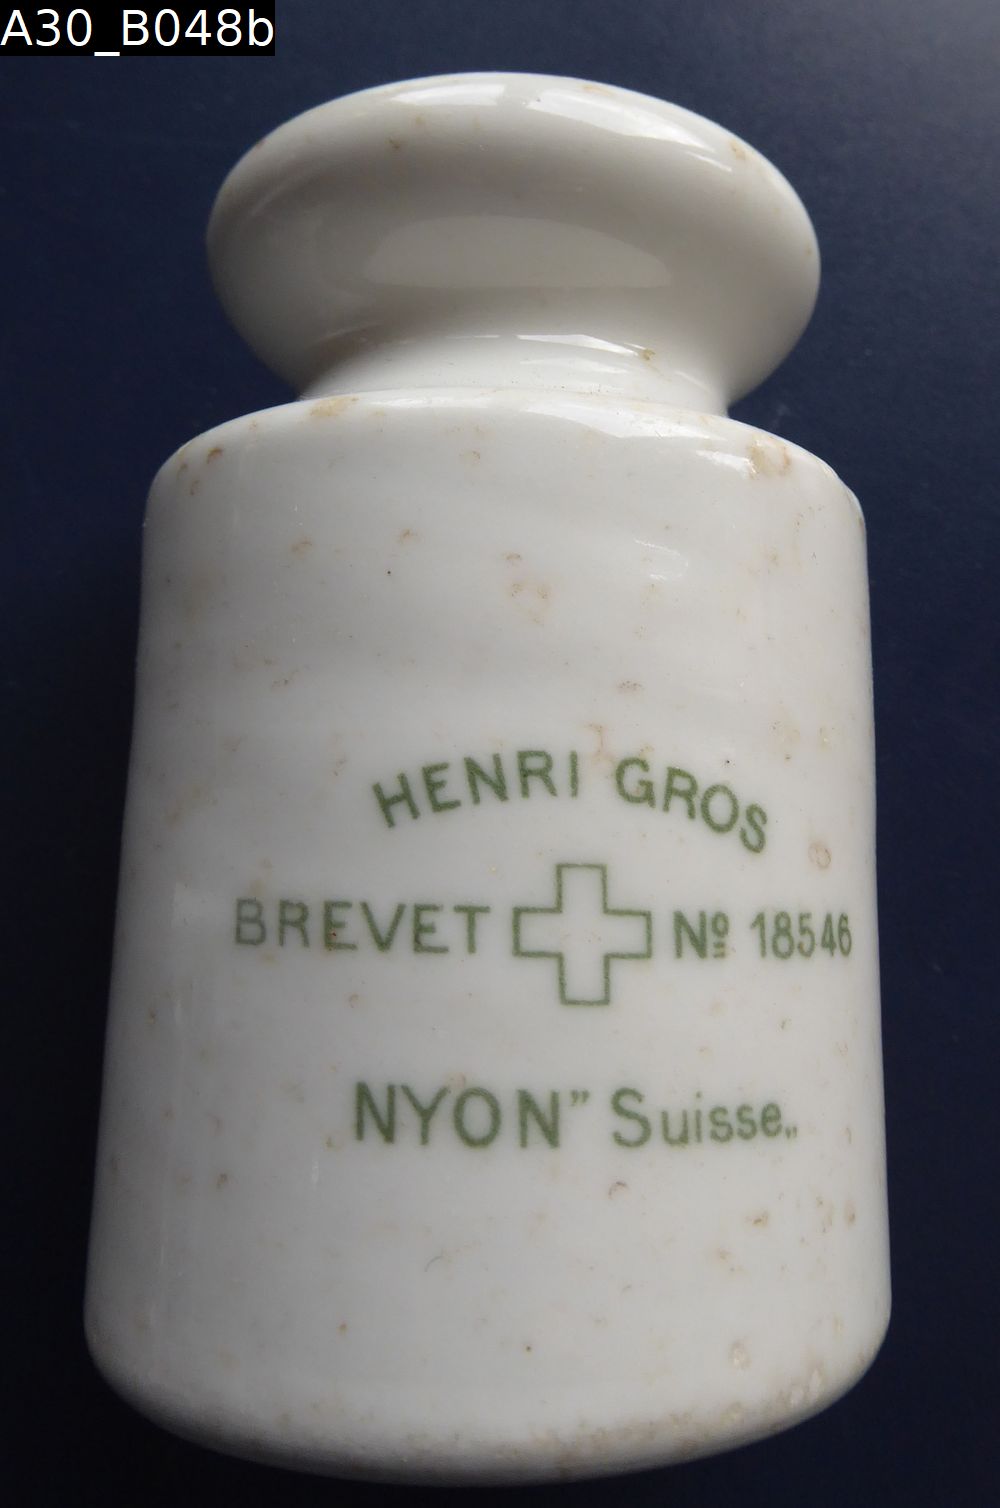 A30_B048b
HENRI GROS
BREVET Nº 18546
NYON" Suisse„